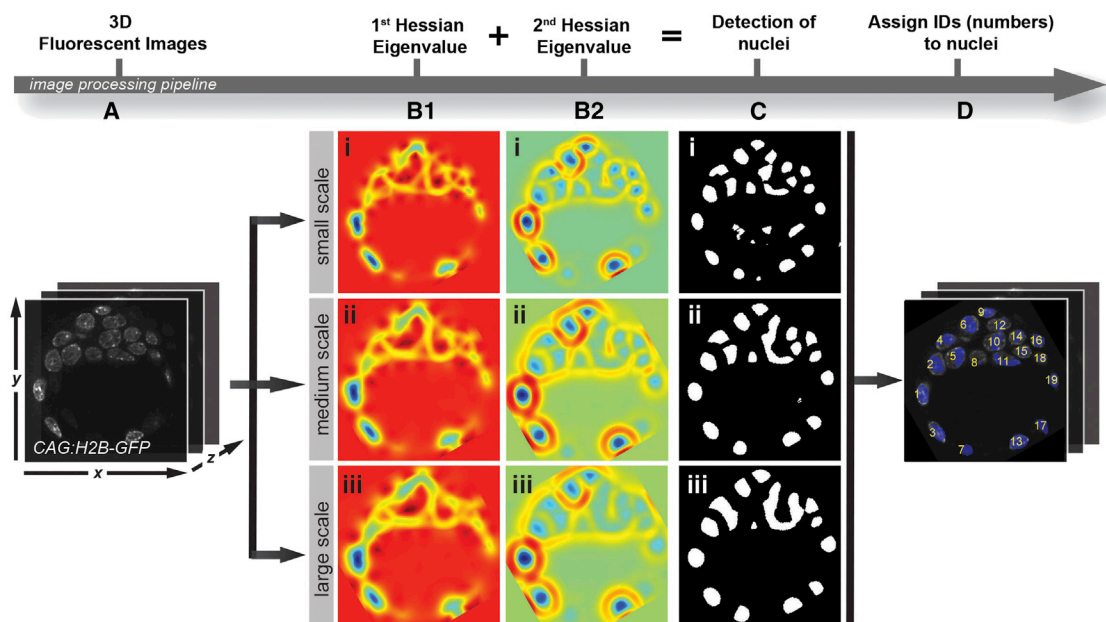 3D
Fluorescent Images
1st Hessian
Eigenvalue
+
2nd Hessian
Eigenvalue
=
Detection of
nuclei
Assign IDs (numbers)
to nuclei
image processing pipeline
A
B1
B2
C
D
small scale
i
i
i
medium scale
ii
ii
ii
large scale
iii
iii
iii
y
CAG:H2B-GFP
x
z
9
6
12
4
10
14
16
2
5
8
11
15
18
1
19
3
7
13
17